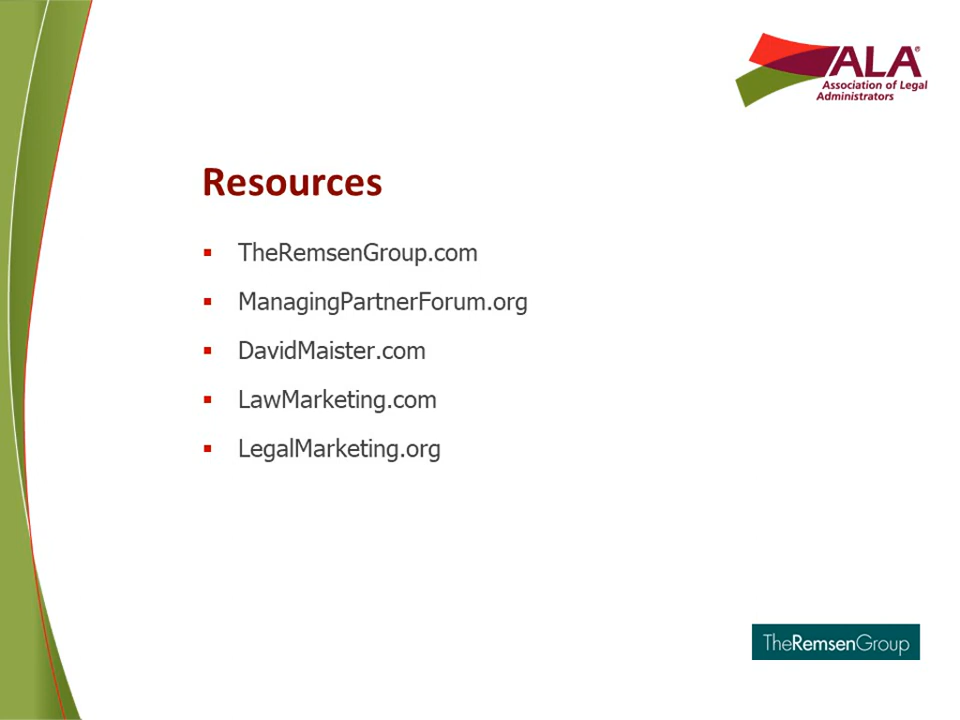 ALA®
Association of Legal
Administrators
Resources
▪ TheRemsenGroup.com
▪ ManagingPartnerForum.org
▪ DavidMaister.com
▪ LawMarketing.com
▪ LegalMarketing.org
TheRemsenGroup